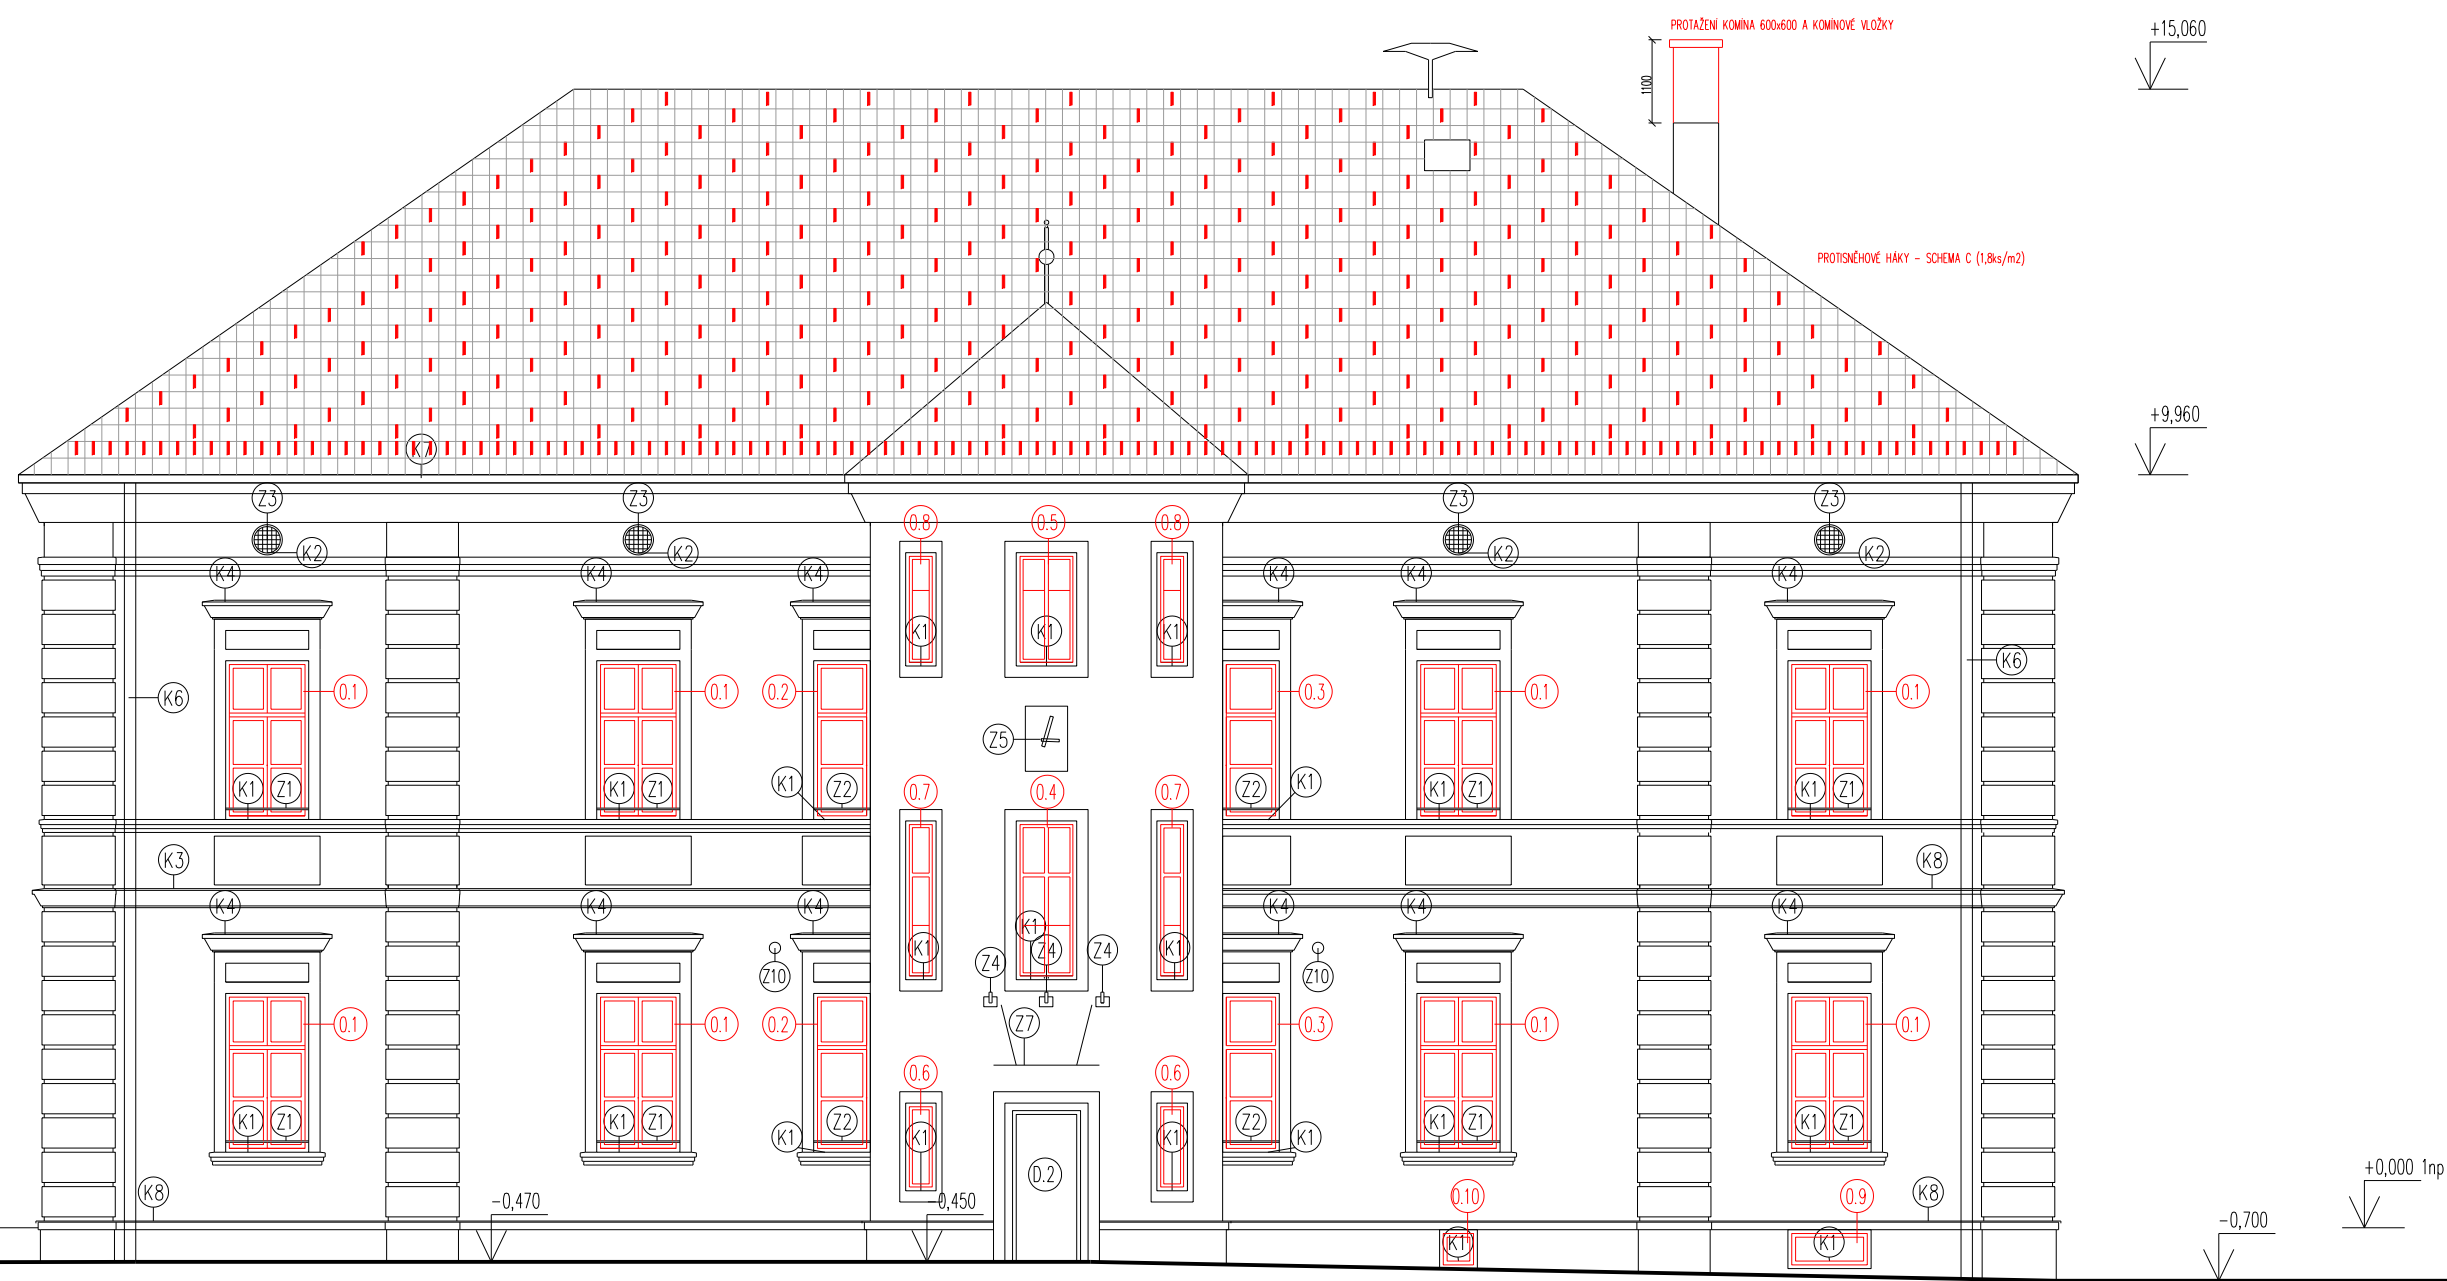 PROTAŽENÍ KOMÍNA 600x600 A KOMÍNOVÉ VLOŽKY
+15,060
1100
PROTISNĚHOVÉ HÁKY - SCHEMA C (1,8ks/m2)
+9,960
K7
Z3 Z3 Z3 Z3
0.8 0.5 0.8
K2 K2 K2 K2
K4 K4 K4 K4 K4 K4
K1 K1 K1
K6 K6
0.1 0.1 0.2 0.3 0.1 0.1
Z5
K1 Z1 K1 Z1 K1 Z2 Z2 K1 K1 Z1 K1 Z1
0.7 0.4 0.7
K3 K8
K4 K4 K4 K4 K4 K4
K1
K1 Z4 Z4 Z4 K1
Z10 Z10
0.1 0.1 0.2 Z7 0.3 0.1 0.1
0.6 0.6
K1 Z1 K1 Z1 K1 Z2 K1 K1 Z2 K1 K1 Z1 K1 Z1
D.2
+0,000 1np
K8 0.10 0.9 K8
-0,470 -0,450
-0,700
K1 K1